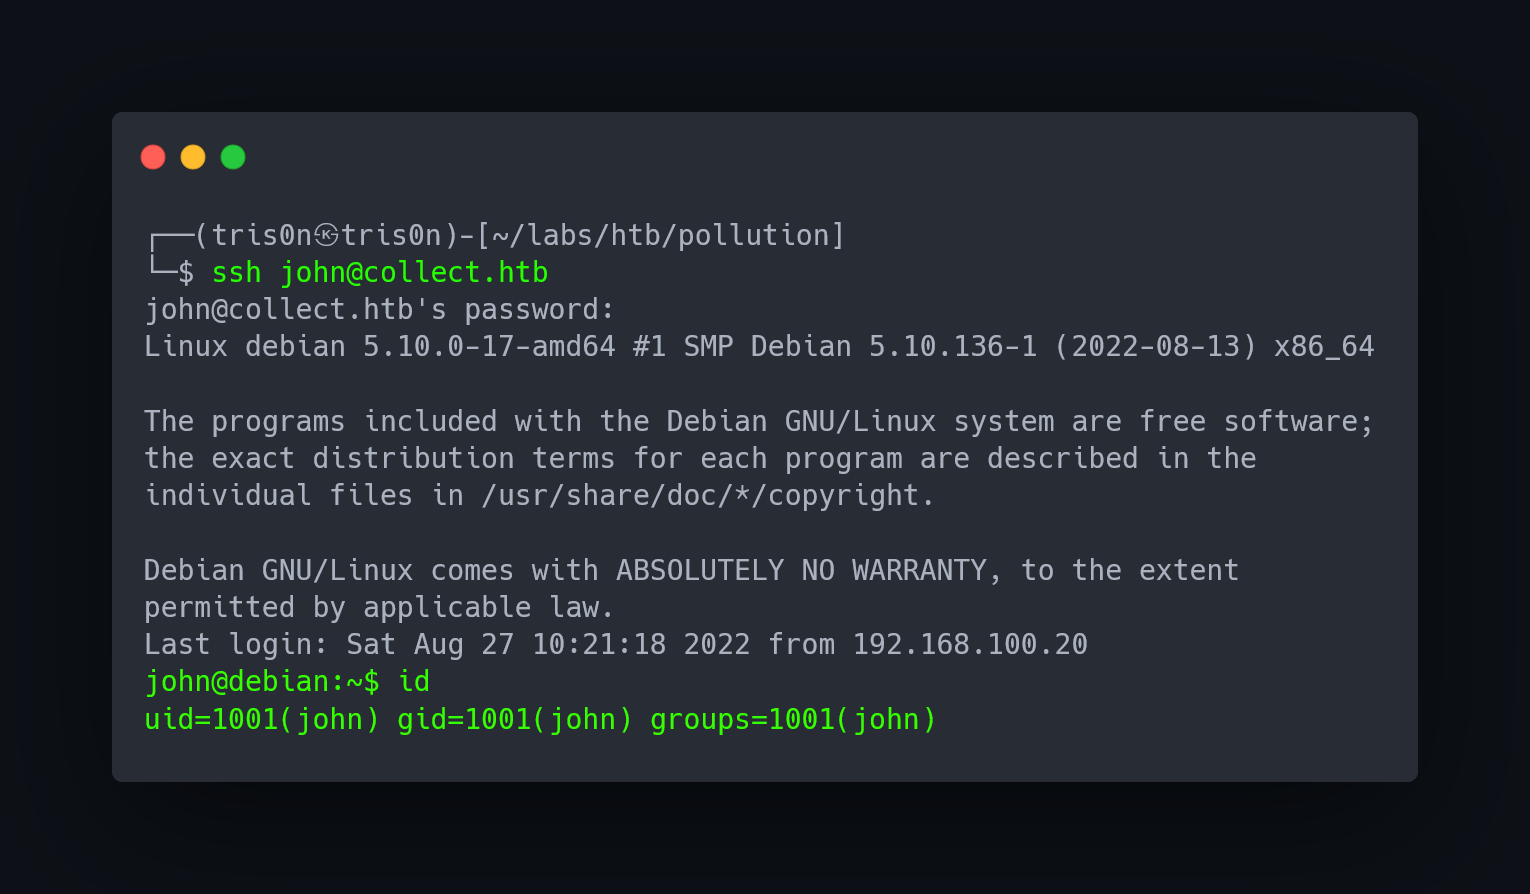 ┌──(tris0n㉿tris0n)-[~/labs/htb/pollution]
└─$ ssh john@collect.htb
john@collect.htb's password:
Linux debian 5.10.0-17-amd64 #1 SMP Debian 5.10.136-1 (2022-08-13) x86_64
The programs included with the Debian GNU/Linux system are free software;
the exact distribution terms for each program are described in the
individual files in /usr/share/doc/*/copyright.
Debian GNU/Linux comes with ABSOLUTELY NO WARRANTY, to the extent
permitted by applicable law.
Last login: Sat Aug 27 10:21:18 2022 from 192.168.100.20
john@debian:~$ id
uid=1001(john) gid=1001(john) groups=1001(john)